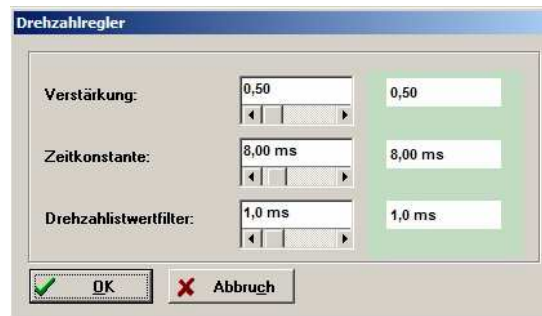 Drehzahlregler
Verstärkung: 0,50 0,50
Zeitkonstante: 8,00 ms 8,00 ms
Drehzahlistwertfilter: 1,0 ms 1,0 ms
OK Abbruch